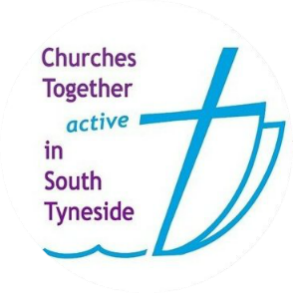 Churches
Together
active
in
South
Tyneside